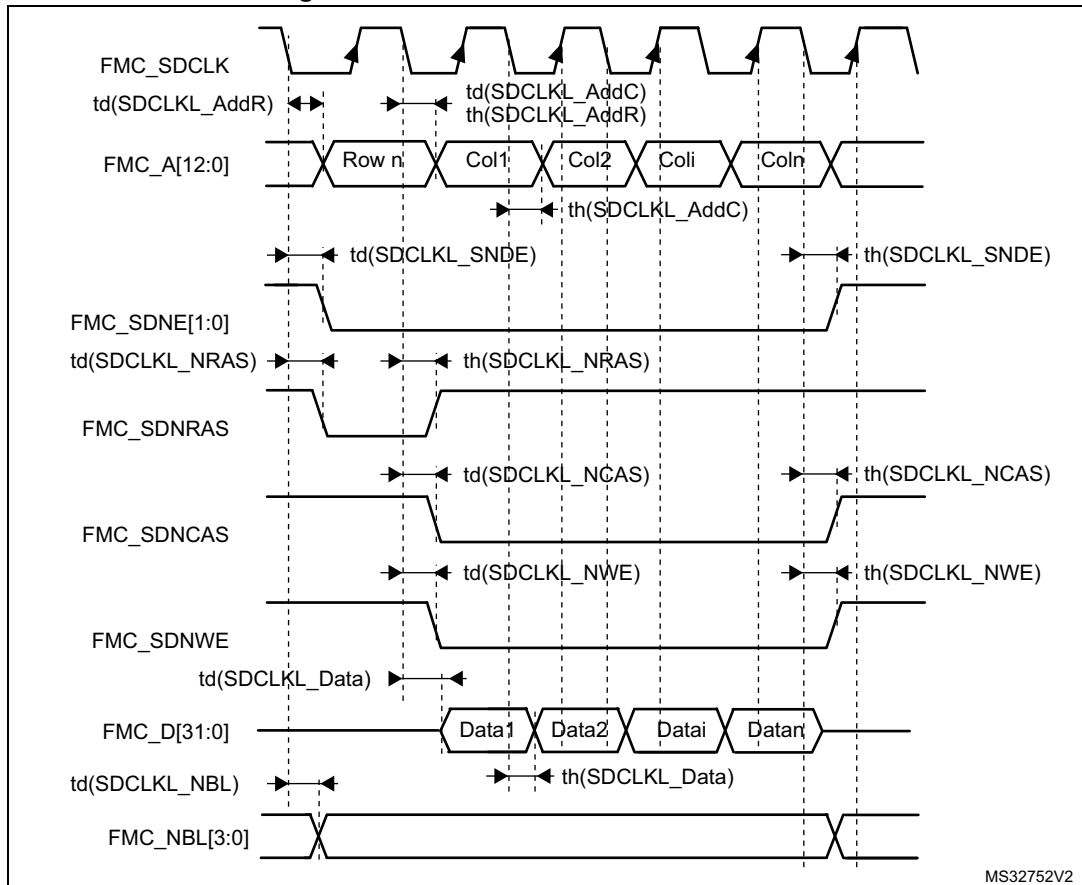 FMC_SDCLK
td(SDCLKL_AddR)
td(SDCLKL_AddC)
th(SDCLKL_AddR)
FMC_A[12:0]
Row n
Col1
Col2
Coli
Coln
th(SDCLKL_AddC)
td(SDCLKL_SNDE)
th(SDCLKL_SNDE)
FMC_SDNE[1:0]
td(SDCLKL_NRAS)
th(SDCLKL_NRAS)
FMC_SDNRAS
td(SDCLKL_NCAS)
th(SDCLKL_NCAS)
FMC_SDNCAS
td(SDCLKL_NWE)
th(SDCLKL_NWE)
FMC_SDNWE
td(SDCLKL_Data)
FMC_D[31:0]
Data1
Data2
Datai
Datan
th(SDCLKL_Data)
td(SDCLKL_NBL)
FMC_NBL[3:0]
MS32752V2